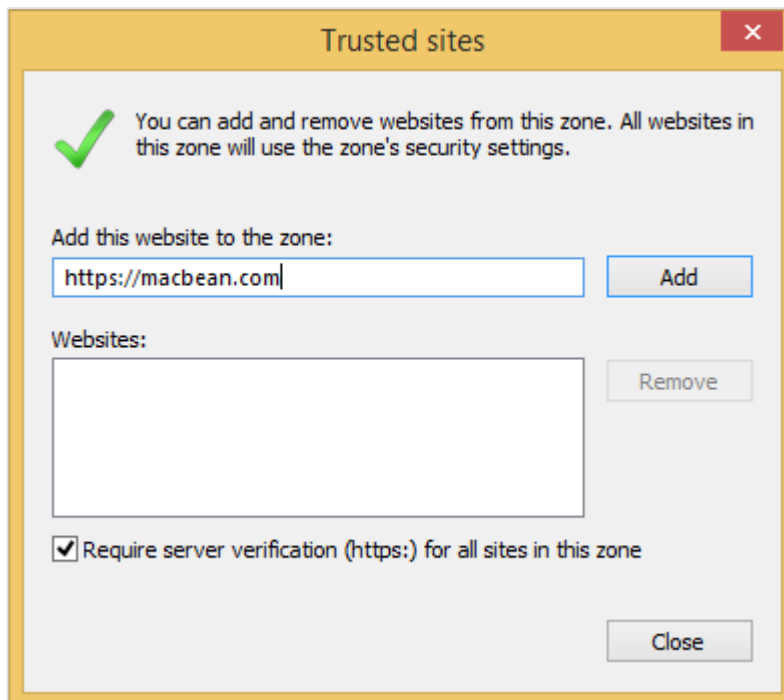 Trusted sites
You can add and remove websites from this zone. All websites in
this zone will use the zone's security settings.
Add this website to the zone:
https://macbean.com
Add
Websites:
Remove
Require server verification (https:) for all sites in this zone
Close